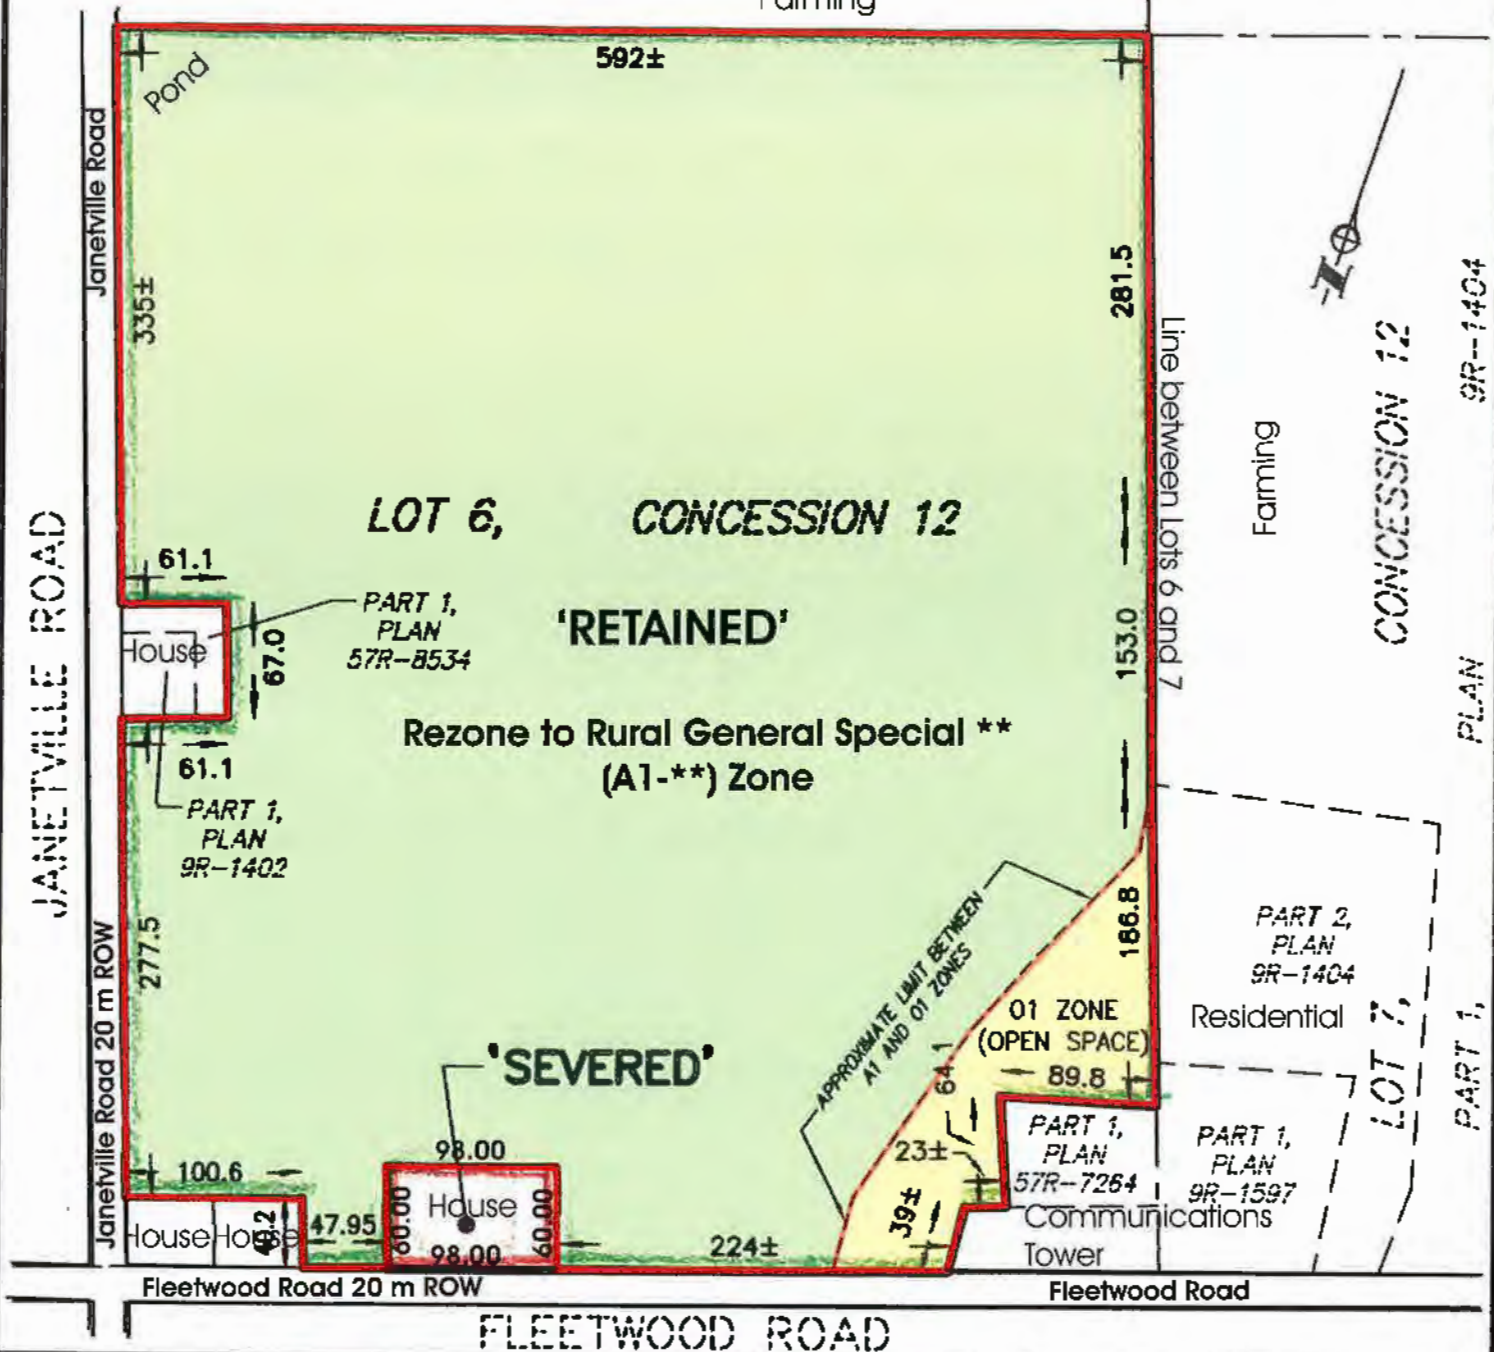 Farming
592±
Pond
Janetville Road
335±
281.5
Line between Lots 6 and 7
Farming
CONCESSION 12
9R-1404
PLAN
LOT 6, CONCESSION 12
61.1
PART 1,
PLAN
57R-8534
House
67.0
'RETAINED'
153.0
Rezone to Rural General Special **
(A1-**) Zone
61.1
PART 1,
PLAN
9R-1402
JANETVILLE ROAD
277.5
Janetville Road 20 m ROW
186.8
APPROXIMATE LIMIT BETWEEN
A1 AND O1 ZONES
O1 ZONE
(OPEN SPACE)
PART 2,
PLAN
9R-1404
Residential
LOT 7,
PART 1,
'SEVERED'
64.1
89.8
PART 1,
PLAN
57R-7264
PART 1,
PLAN
9R-1597
23±
39±
98.00
100.6
60.00
House
60.00
98.00
47.95
House
House
224±
Communications
Tower
Fleetwood Road 20 m ROW
Fleetwood Road
FLEETWOOD ROAD